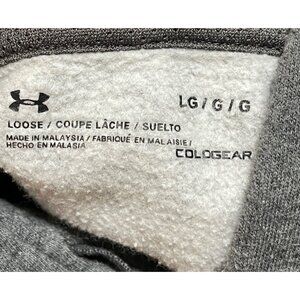 LG / G / G
LOOSE / COUPE LÂCHE / SUELTO
MADE IN MALAYSIA / FABRIQUÉ EN MALAISIE /
HECHO EN MALASIA
COLDGEAR